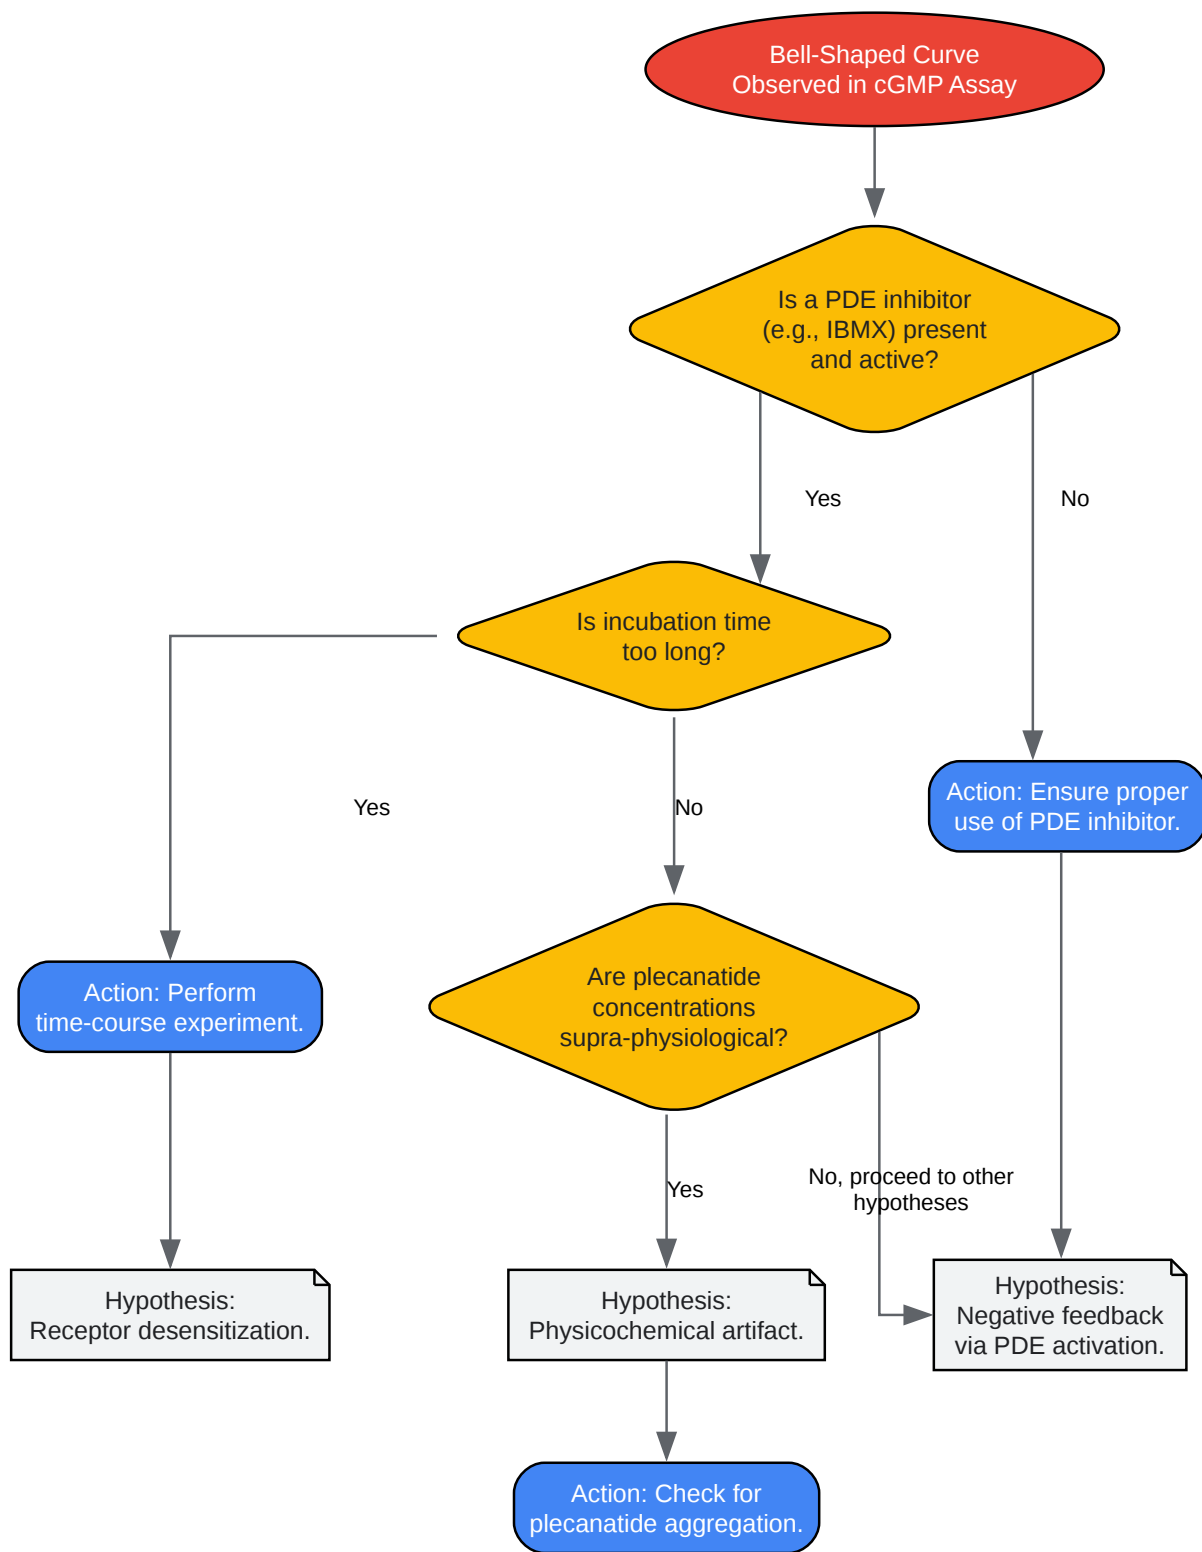 Bell-Shaped Curve
Observed in cGMP Assay
Is a PDE inhibitor
(e.g., IBMX) present
and active?
Yes
No
Is incubation time
too long?
Yes
No
Action: Ensure proper
use of PDE inhibitor.
Action: Perform
time-course experiment.
Are plecanatide
concentrations
supra-physiological?
Yes
No, proceed to other
hypotheses
Hypothesis:
Receptor desensitization.
Hypothesis:
Physicochemical artifact.
Hypothesis:
Negative feedback
via PDE activation.
Action: Check for
plecanatide aggregation.